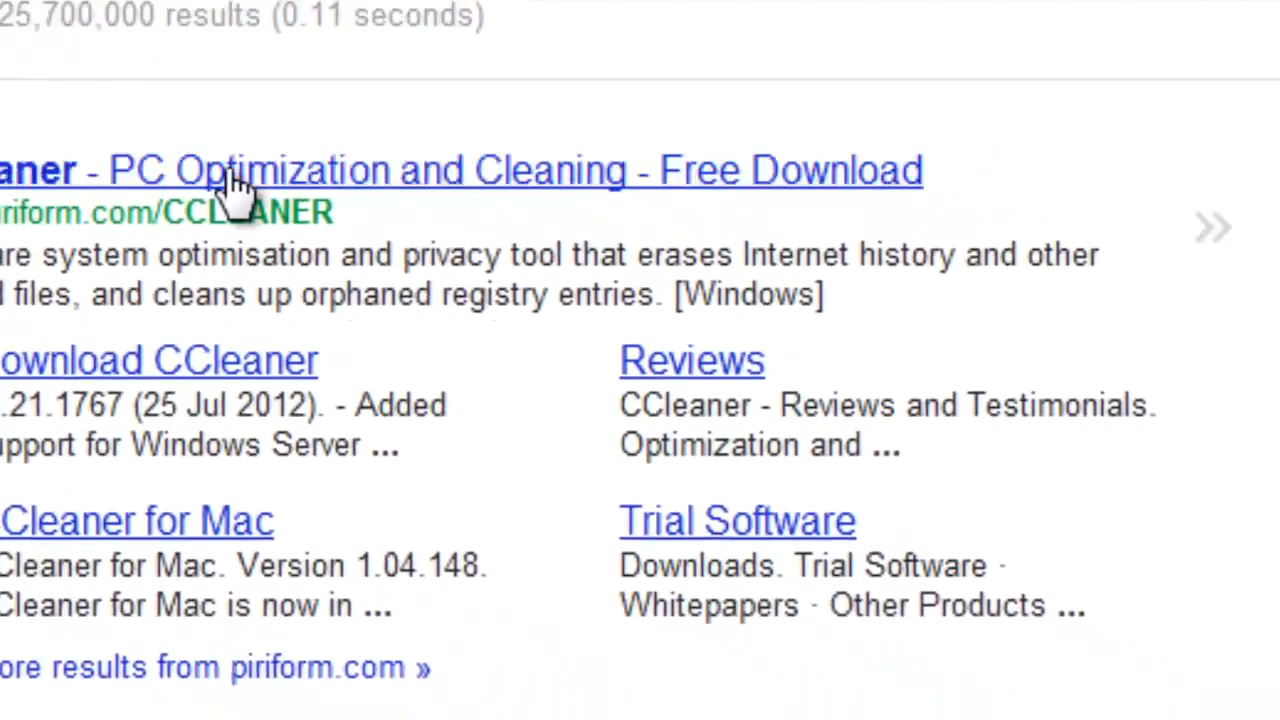 25,700,000 results (0.11 seconds)
aner - PC Optimization and Cleaning - Free Download
riform.com/CCLEANER
re system optimisation and privacy tool that erases Internet history and other
files, and cleans up orphaned registry entries. [Windows]
ownload CCleaner
Reviews
.21.1767 (25 Jul 2012). - Added
CCleaner - Reviews and Testimonials.
upport for Windows Server ...
Optimization and ...
CCleaner for Mac
Trial Software
Cleaner for Mac. Version 1.04.148.
Downloads. Trial Software ·
Cleaner for Mac is now in ...
Whitepapers · Other Products ...
ore results from piriform.com »